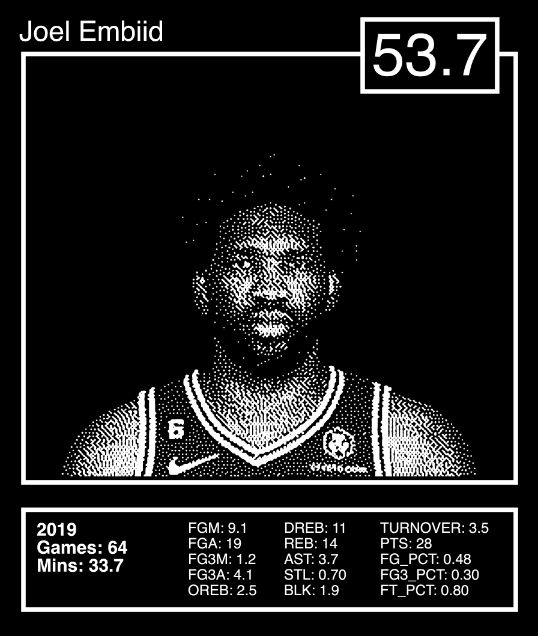 Joel Embiid
53.7
6
crypto.com
2019
Games: 64
Mins: 33.7
FGM: 9.1
FGA: 19
FG3M: 1.2
FG3A: 4.1
OREB: 2.5
DREB: 11
REB: 14
AST: 3.7
STL: 0.70
BLK: 1.9
TURNOVER: 3.5
PTS: 28
FG_PCT: 0.48
FG3_PCT: 0.30
FT_PCT: 0.80